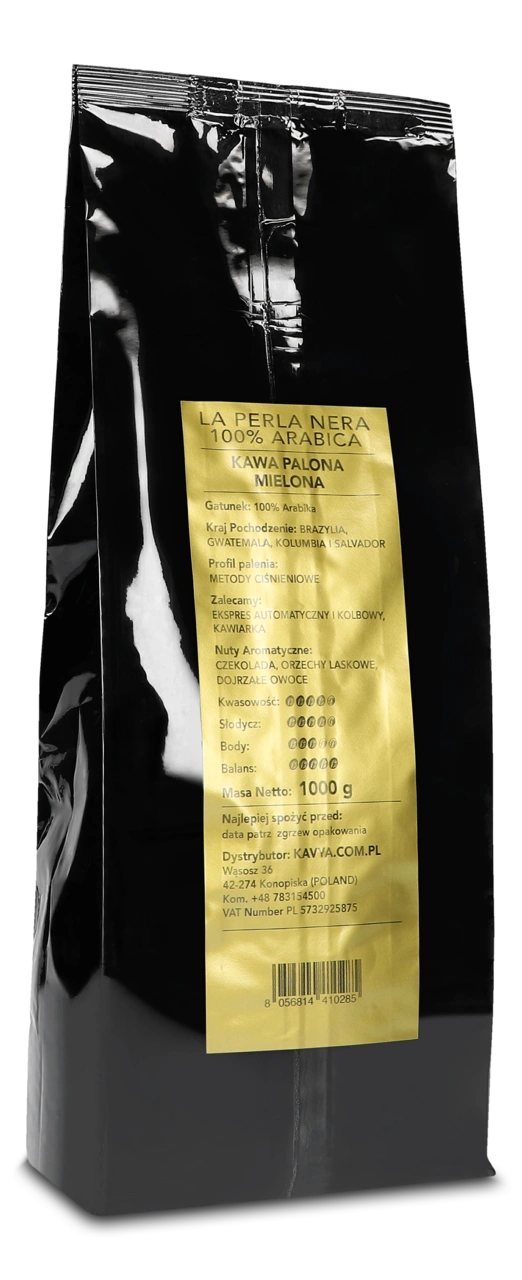 LA PERLA NERA
100% ARABICA
KAWA PALONA
MIELONA
Gatunek: 100% Arabika
Kraj Pochodzenie: BRAZYLIA,
GWATEMALA, KOLUMBIA I SALVADOR
Profil palenia:
METODY CIŚNIENIOWE
Zalecamy:
EKSPRES AUTOMATYCZNY I KOLBOWY,
KAWIARKA
Nuty Aromatyczne:
CZEKOLADA, ORZECHY LASKOWE,
DOJRZAŁE OWOCE
Kwasowość:
Słodycz:
Body:
Balans:
Masa Netto: 1000 g
Najlepiej spożyć przed:
data patrz zgrzew opakowania
Dystrybutor: KAVYA.COM.PL
Wąsosz 36
42-274 Konopiska (POLAND)
Kom. +48 783154500
VAT Number PL 5732925875
8 056814 410285